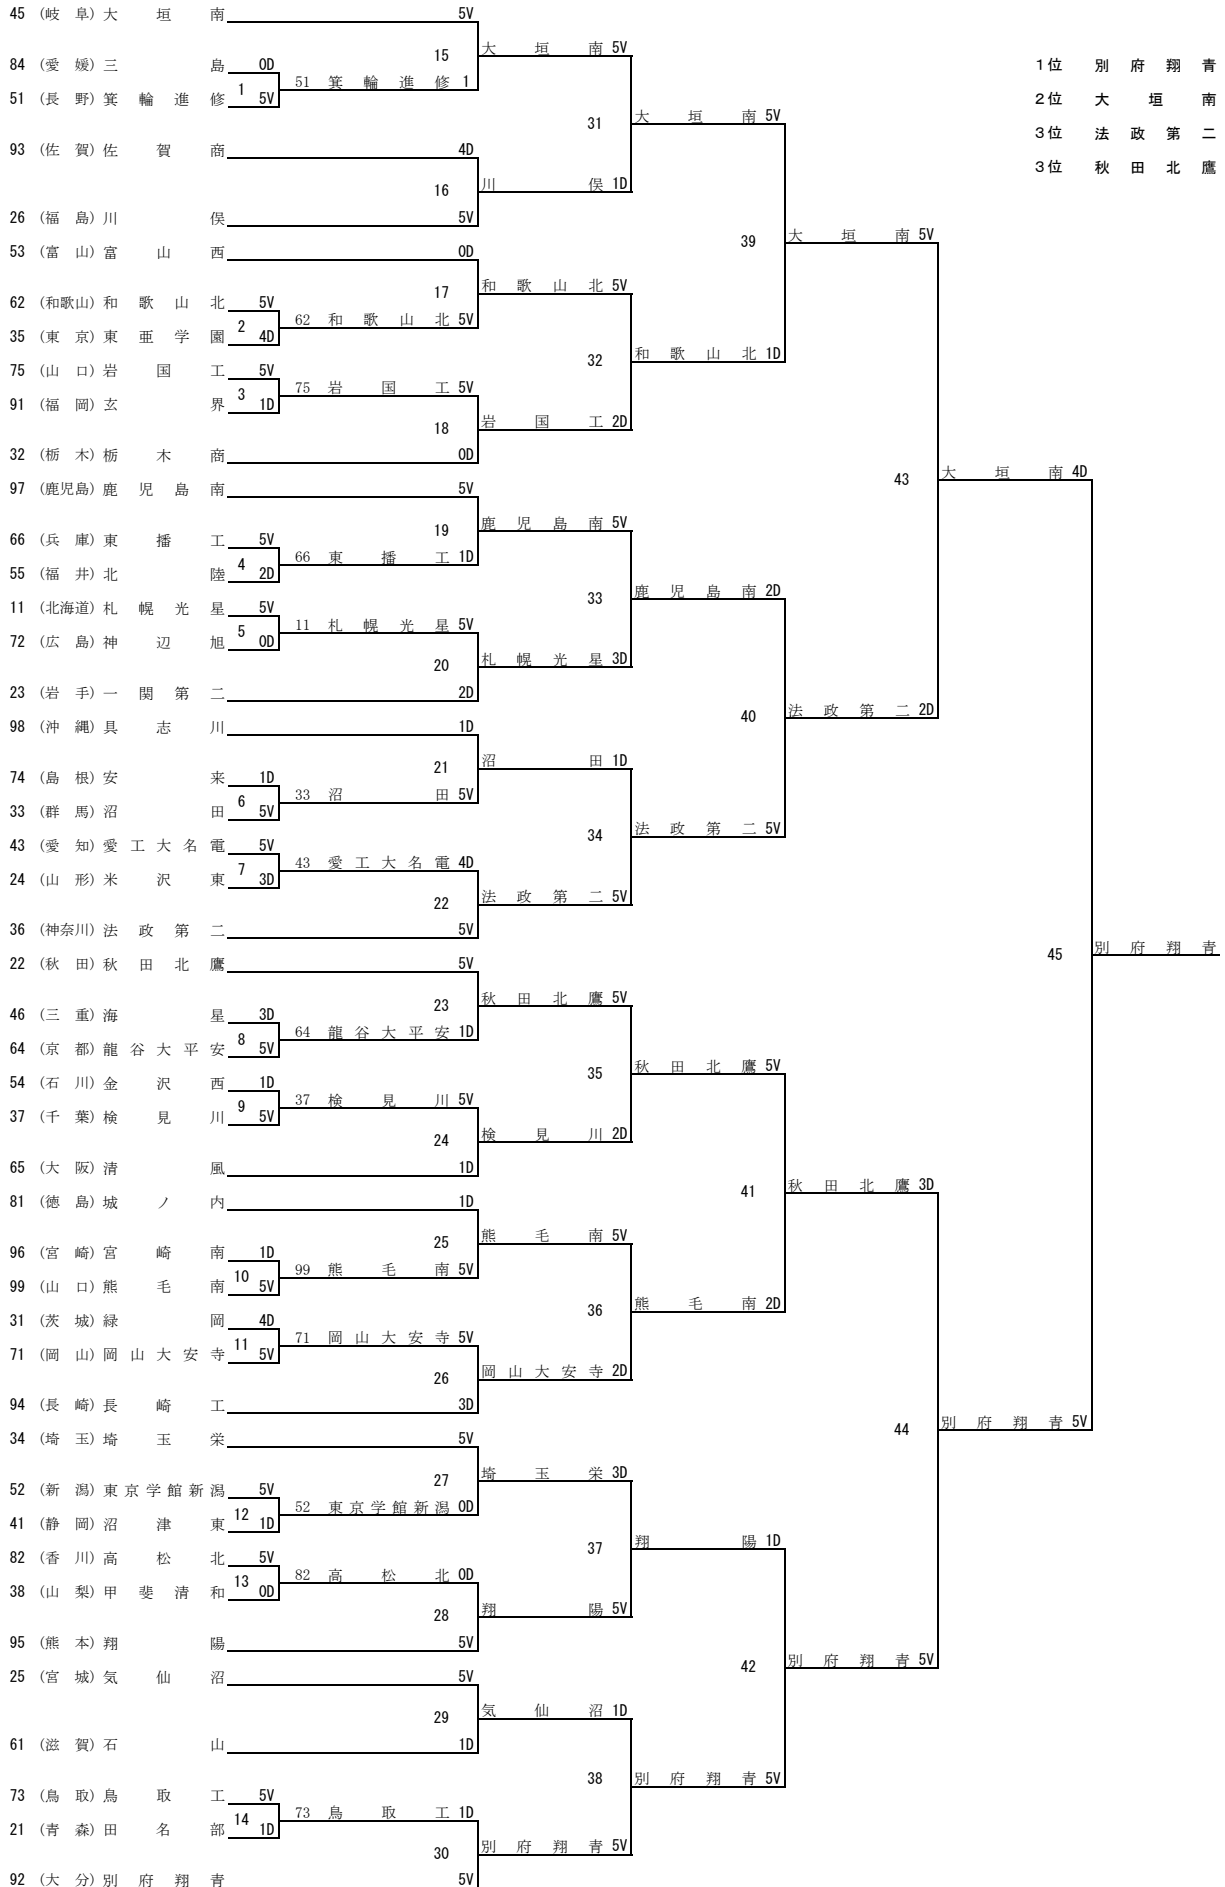 45 (岐 阜) 大垣南 5V
大垣南 5V
15
84 (愛 媛) 三島 0D
1位 別府翔青
1 51 箕輪進修 1
51 (長 野) 箕輪進修 5V
2位 大垣南
31 大垣南 5V
3位 法政第二
93 (佐 賀) 佐賀商 4D
3位 秋田北鷹
16 川俣 1D
26 (福 島) 川俣 5V
39 大垣南 5V
53 (富 山) 富山西 0D
17 和歌山北 5V
62 (和歌山) 和歌山北 5V
2 62 和歌山北 5V
35 (東 京) 東亜学園 4D
32 和歌山北 1D
75 (山 口) 岩国工 5V
3 75 岩国工 5V
91 (福 岡) 玄界 1D
18 岩国工 2D
32 (栃 木) 栃木商 0D
43 大垣南 4D
97 (鹿児島) 鹿児島南 5V
19 鹿児島南 5V
66 (兵 庫) 東播工 5V
4 66 東播工 1D
55 (福 井) 北陸 2D
33 鹿児島南 2D
11 (北海道) 札幌光星 5V
5 11 札幌光星 5V
72 (広 島) 神辺旭 0D
20 札幌光星 3D
23 (岩 手) 一関第二 2D
40 法政第二 2D
98 (沖 縄) 具志川 1D
21 沼田 1D
74 (島 根) 安来 1D
6 33 沼田 5V
33 (群 馬) 沼田 5V
34 法政第二 5V
43 (愛 知) 愛工大名電 5V
7 43 愛工大名電 4D
24 (山 形) 米沢東 3D
22 法政第二 5V
36 (神奈川) 法政第二 5V
45 別府翔青
22 (秋 田) 秋田北鷹 5V
23 秋田北鷹 5V
46 (三 重) 海星 3D
8 64 龍谷大平安 1D
64 (京 都) 龍谷大平安 5V
35 秋田北鷹 5V
54 (石 川) 金沢西 1D
9 37 検見川 5V
37 (千 葉) 検見川 5V
24 検見川 2D
65 (大 阪) 清風 1D
41 秋田北鷹 3D
81 (徳 島) 城ノ内 1D
25 熊毛南 5V
96 (宮 崎) 宮崎南 1D
10 99 熊毛南 5V
99 (山 口) 熊毛南 5V
36 熊毛南 2D
31 (茨 城) 緑岡 4D
11 71 岡山大安寺 5V
71 (岡 山) 岡山大安寺 5V
26 岡山大安寺 2D
94 (長 崎) 長崎工 3D
44 別府翔青 5V
34 (埼 玉) 埼玉栄 5V
27 埼玉栄 3D
52 (新 潟) 東京学館新潟 5V
12 52 東京学館新潟 0D
41 (静 岡) 沼津東 1D
37 翔陽 1D
82 (香 川) 高松北 5V
13 82 高松北 0D
38 (山 梨) 甲斐清和 0D
28 翔陽 5V
95 (熊 本) 翔陽 5V
42 別府翔青 5V
25 (宮 城) 気仙沼 5V
29 気仙沼 1D
61 (滋 賀) 石山 1D
38 別府翔青 5V
73 (鳥 取) 鳥取工 5V
14 73 鳥取工 1D
21 (青 森) 田名部 1D
30 別府翔青 5V
92 (大 分) 別府翔青 5V